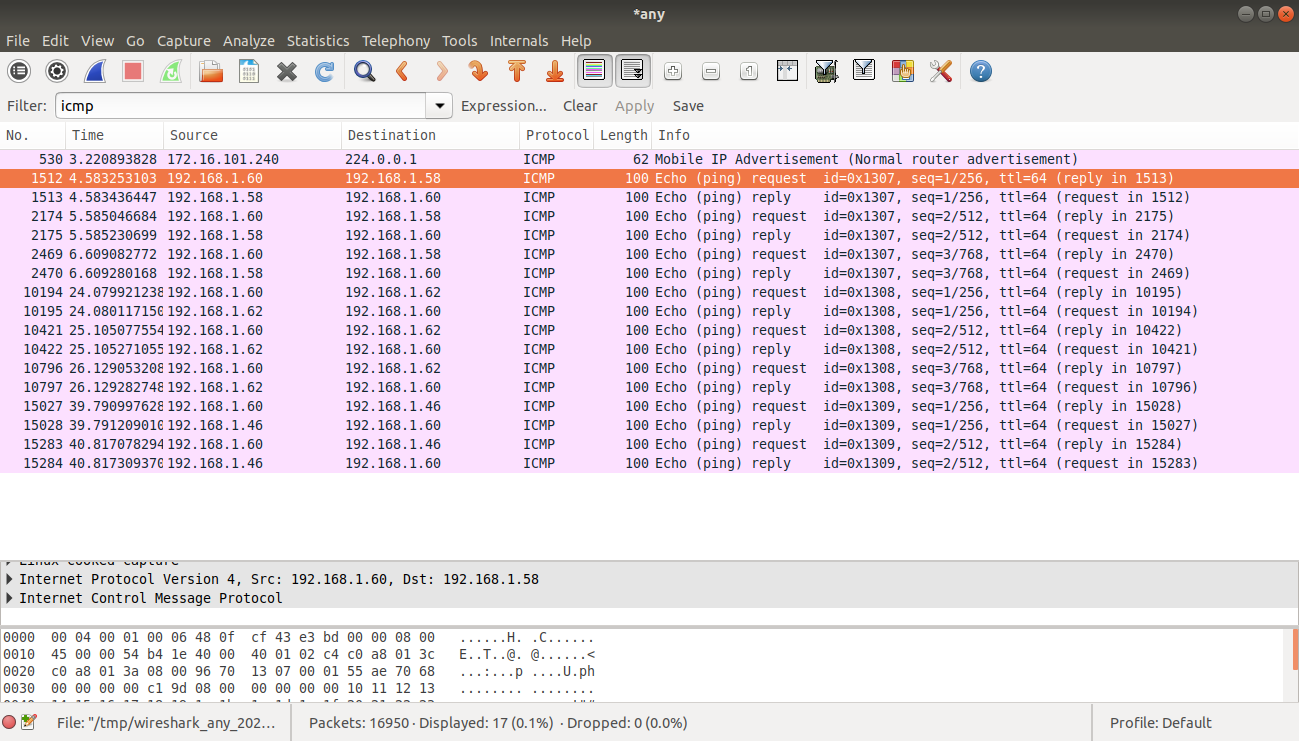 *any
File Edit View Go Capture Analyze Statistics Telephony Tools Internals Help
Filter: icmp Expression... Clear Apply Save
No. Time Source Destination Protocol Length Info
530 3.220893828 172.16.101.240 224.0.0.1 ICMP 62 Mobile IP Advertisement (Normal router advertisement)
1512 4.583253103 192.168.1.60 192.168.1.58 ICMP 100 Echo (ping) request id=0x1307, seq=1/256, ttl=64 (reply in 1513)
1513 4.583436447 192.168.1.58 192.168.1.60 ICMP 100 Echo (ping) reply id=0x1307, seq=1/256, ttl=64 (request in 1512)
2174 5.585046684 192.168.1.60 192.168.1.58 ICMP 100 Echo (ping) request id=0x1307, seq=2/512, ttl=64 (reply in 2175)
2175 5.585230699 192.168.1.58 192.168.1.60 ICMP 100 Echo (ping) reply id=0x1307, seq=2/512, ttl=64 (request in 2174)
2469 6.609082772 192.168.1.60 192.168.1.58 ICMP 100 Echo (ping) request id=0x1307, seq=3/768, ttl=64 (reply in 2470)
2470 6.609280168 192.168.1.58 192.168.1.60 ICMP 100 Echo (ping) reply id=0x1307, seq=3/768, ttl=64 (request in 2469)
10194 24.079921238 192.168.1.60 192.168.1.62 ICMP 100 Echo (ping) request id=0x1308, seq=1/256, ttl=64 (reply in 10195)
10195 24.080117150 192.168.1.62 192.168.1.60 ICMP 100 Echo (ping) reply id=0x1308, seq=1/256, ttl=64 (request in 10194)
10421 25.105077554 192.168.1.60 192.168.1.62 ICMP 100 Echo (ping) request id=0x1308, seq=2/512, ttl=64 (reply in 10422)
10422 25.105271055 192.168.1.62 192.168.1.60 ICMP 100 Echo (ping) reply id=0x1308, seq=2/512, ttl=64 (request in 10421)
10796 26.129053208 192.168.1.60 192.168.1.62 ICMP 100 Echo (ping) request id=0x1308, seq=3/768, ttl=64 (reply in 10797)
10797 26.129282748 192.168.1.62 192.168.1.60 ICMP 100 Echo (ping) reply id=0x1308, seq=3/768, ttl=64 (request in 10796)
15027 39.790997628 192.168.1.60 192.168.1.46 ICMP 100 Echo (ping) request id=0x1309, seq=1/256, ttl=64 (reply in 15028)
15028 39.791209010 192.168.1.46 192.168.1.60 ICMP 100 Echo (ping) reply id=0x1309, seq=1/256, ttl=64 (request in 15027)
15283 40.817078294 192.168.1.60 192.168.1.46 ICMP 100 Echo (ping) request id=0x1309, seq=2/512, ttl=64 (reply in 15284)
15284 40.817309370 192.168.1.46 192.168.1.60 ICMP 100 Echo (ping) reply id=0x1309, seq=2/512, ttl=64 (request in 15283)
Linux cooked capture
Internet Protocol Version 4, Src: 192.168.1.60, Dst: 192.168.1.58
Internet Control Message Protocol
0000 00 04 00 01 00 06 48 0f cf 43 e3 bd 00 00 08 00 ......H. .C......
0010 45 00 00 54 b4 1e 40 00 40 01 02 c4 c0 a8 01 3c E..T..@. @......<
0020 c0 a8 01 3a 08 00 96 70 13 07 00 01 55 ae 70 68 ...:...p ....U.ph
0030 00 00 00 00 c1 9d 08 00 00 00 00 00 10 11 12 13 ........ ........
File: "/tmp/wireshark_any_202... Packets: 16950 · Displayed: 17 (0.1%) · Dropped: 0 (0.0%) Profile: Default